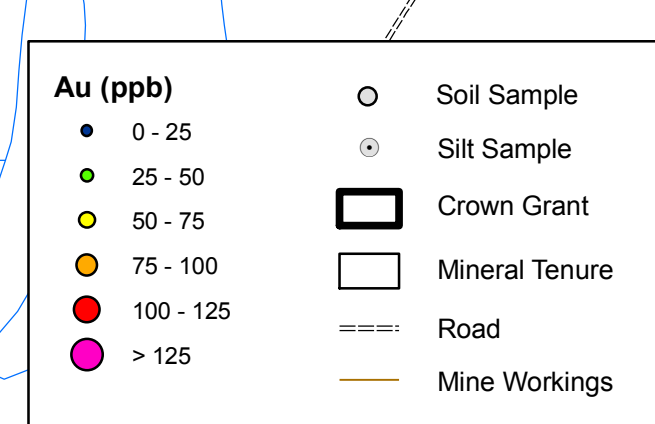 Au (ppb)
0 - 25
25 - 50
50 - 75
75 - 100
100 - 125
> 125
Soil Sample
Silt Sample
Crown Grant
Mineral Tenure
Road
Mine Workings